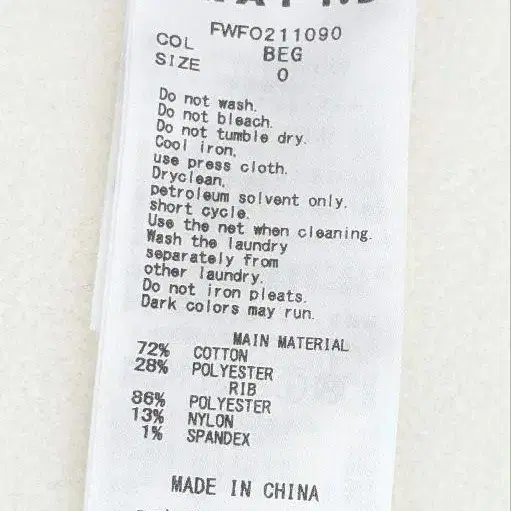 FWFO211090
COL BEG
SIZE 0
Do not wash.
Do not bleach.
Do not tumble dry.
Cool iron,
use press cloth.
Dryclean,
petroleum solvent only.
short cycle.
Use the net when cleaning.
Wash the laundry
separately from
other laundry.
Do not iron pleats.
Dark colors may run.
MAIN MATERIAL
72% COTTON
28% POLYESTER
RIB
86% POLYESTER
13% NYLON
1% SPANDEX
MADE IN CHINA